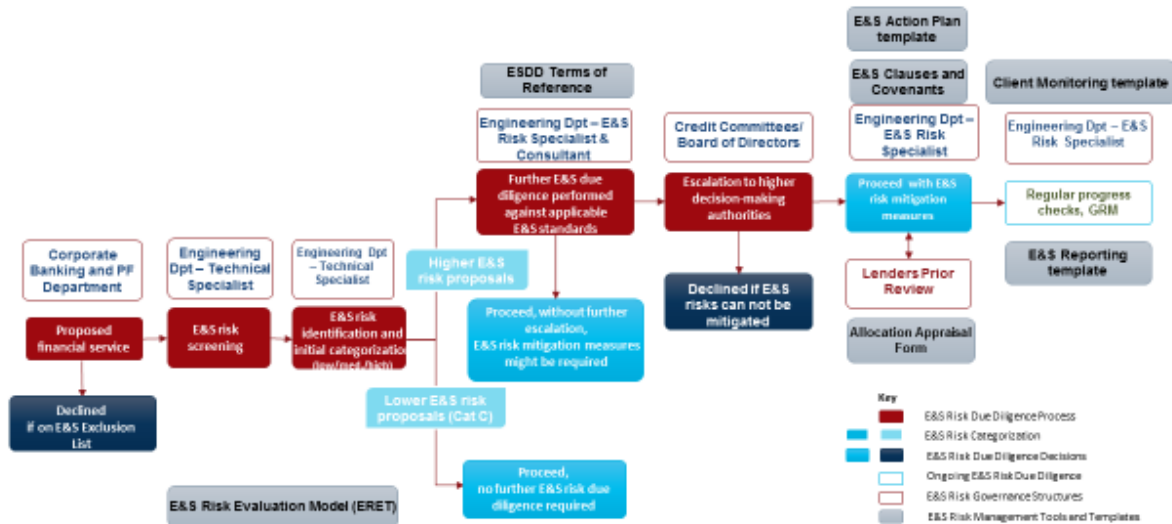 E&S Action Plan
template
ESDD Terms of
Reference
E&S Clauses and
Covenants
Client Monitoring template
Engineering Dpt – E&S
Risk Specialist &
Consultant
Credit Committees/
Board of Directors
Engineering Dpt –
E&S Risk
Specialist
Engineering Dpt – E&S
Risk Specialist
Further E&S due
diligence performed
against applicable
E&S standards
Escalation to higher
decision-making
authorities
Proceed with E&S
risk mitigation
measures
Regular progress
checks, GRM
Corporate
Banking and PF
Department
Engineering
Dpt – Technical
Specialist
Engineering Dpt
– Technical
Specialist
Higher E&S
risk proposals
E&S Reporting
template
Declined if E&S
risks can not be
mitigated
Lenders Prior
Review
Proposed
financial service
E&S risk
screening
E&S risk
identification and
initial categorization
(low/med./high)
Proceed, without further
escalation,
E&S risk mitigation measures
might be required
Allocation Appraisal
Form
Declined
if on E&S Exclusion
List
Lower E&S risk
proposals (Cat C)
Proceed,
no further E&S risk due
diligence required
E&S Risk Evaluation Model (ERET)
Key
E&S Risk Due Diligence Process
E&S Risk Categorization
E&S Risk Due Diligence Decisions
Ongoing E&S Risk Due Diligence
E&S Risk Governance Structures
E&S Risk Management Tools and Templates